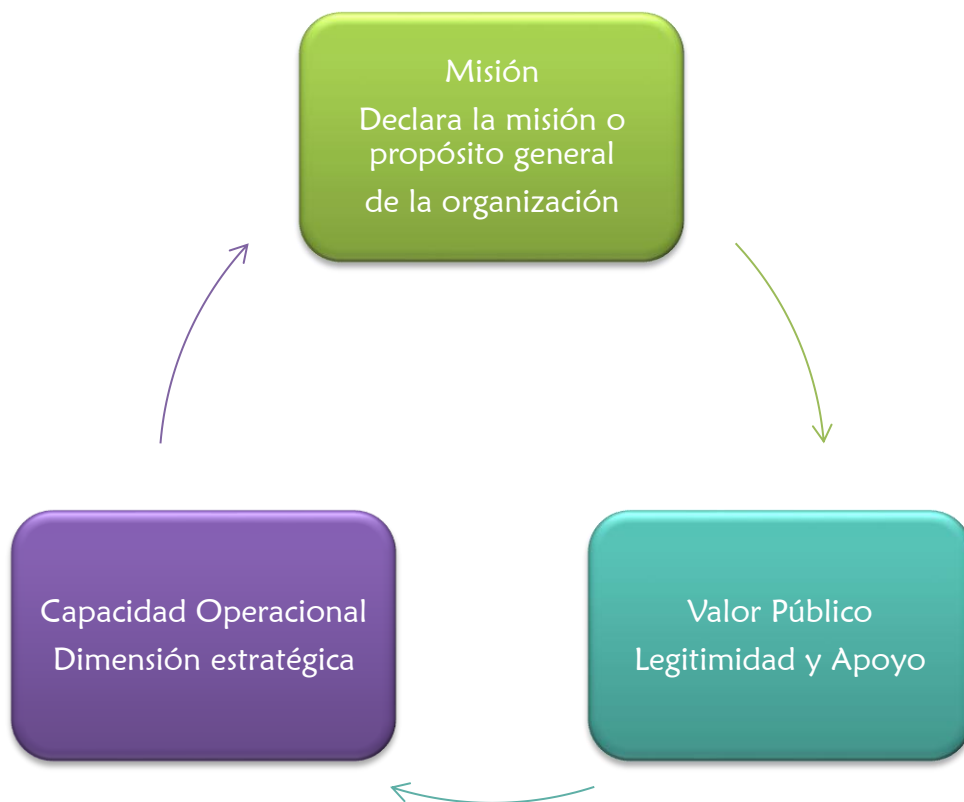 Misión
Declara la misión o
propósito general
de la organización
Capacidad Operacional
Dimensión estratégica
Valor Público
Legitimidad y Apoyo